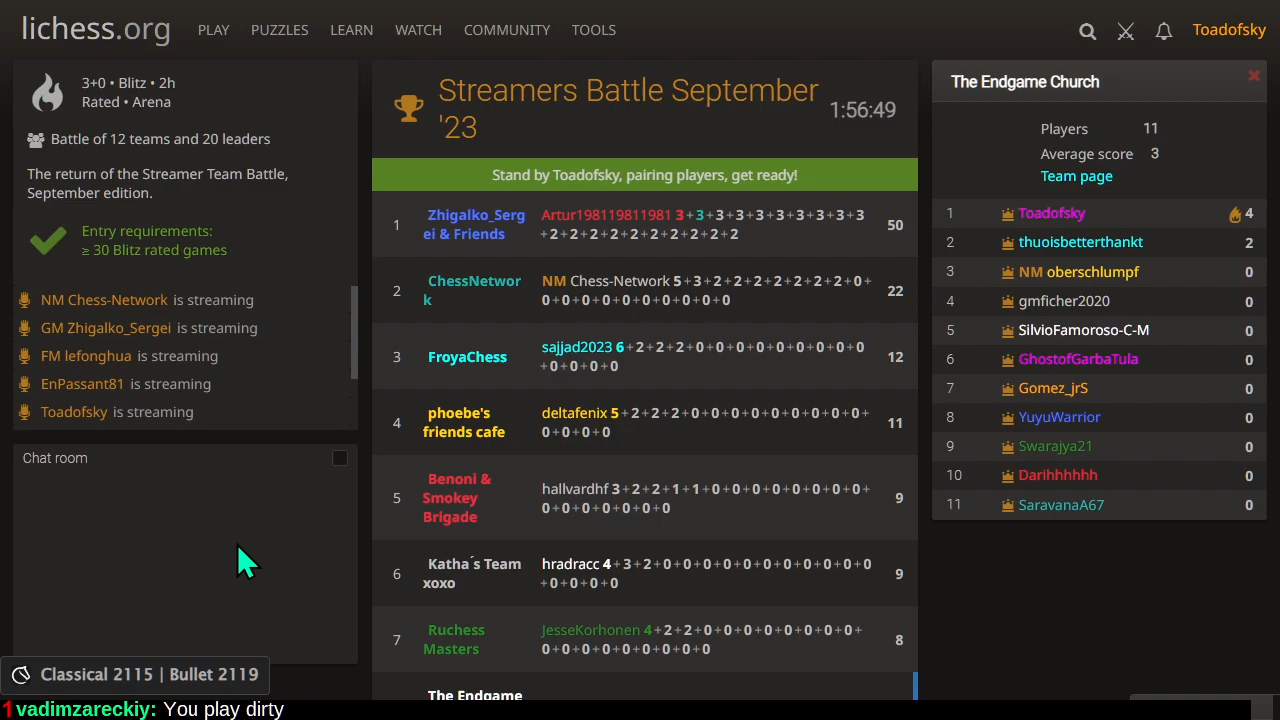 lichess.org PLAY PUZZLES LEARN WATCH COMMUNITY TOOLS Toadofsky
3+0 • Blitz • 2h
Rated • Arena
Battle of 12 teams and 20 leaders
The return of the Streamer Team Battle,
September edition.
Entry requirements:
≥ 30 Blitz rated games
NM Chess-Network is streaming
GM Zhigalko_Sergei is streaming
FM lefonghua is streaming
EnPassant81 is streaming
Toadofsky is streaming
Chat room
Classical 2115 | Bullet 2119
Streamers Battle September
'23
1:56:49
Stand by Toadofsky, pairing players, get ready!
1 Zhigalko_Serg Artur198119811981 3+3+3+3+3+3+3+3+3+3 50
ei & Friends +2+2+2+2+2+2+2+2+2+2
2 ChessNetwor NM Chess-Network 5+3+2+2+2+2+2+2+2+0+ 22
k 0+0+0+0+0+0+0+0+0+0
3 FroyaChess sajjad2023 6+2+2+2+0+0+0+0+0+0+0+0+0 12
+0+0+0+0
4 phoebe's deltafenix 5+2+2+2+0+0+0+0+0+0+0+0+0+ 11
friends cafe 0+0+0+0
5 Benoni & hallvardhf 3+2+2+1+1+0+0+0+0+0+0+0+0+ 9
Smokey 0+0+0+0+0+0+0
Brigade
6 Katha´s Team hradracc 4+3+2+0+0+0+0+0+0+0+0+0+0+0 9
xoxo +0+0+0+0
7 Ruchess JesseKorhonen 4+2+2+0+0+0+0+0+0+0+0+ 8
Masters 0+0+0+0+0+0+0+0+0
The Endgame
The Endgame Church
Players 11
Average score 3
Team page
1 Toadofsky 4
2 thuoisbetterthankt 2
3 NM oberschlumpf 0
4 gmficher2020 0
5 SilvioFamoroso-C-M 0
6 GhostofGarbaTula 0
7 Gomez_jrS 0
8 YuyuWarrior 0
9 Swarajya21 0
10 Darihhhhhh 0
11 SaravanaA67 0
1 vadimzareckiy: You play dirty